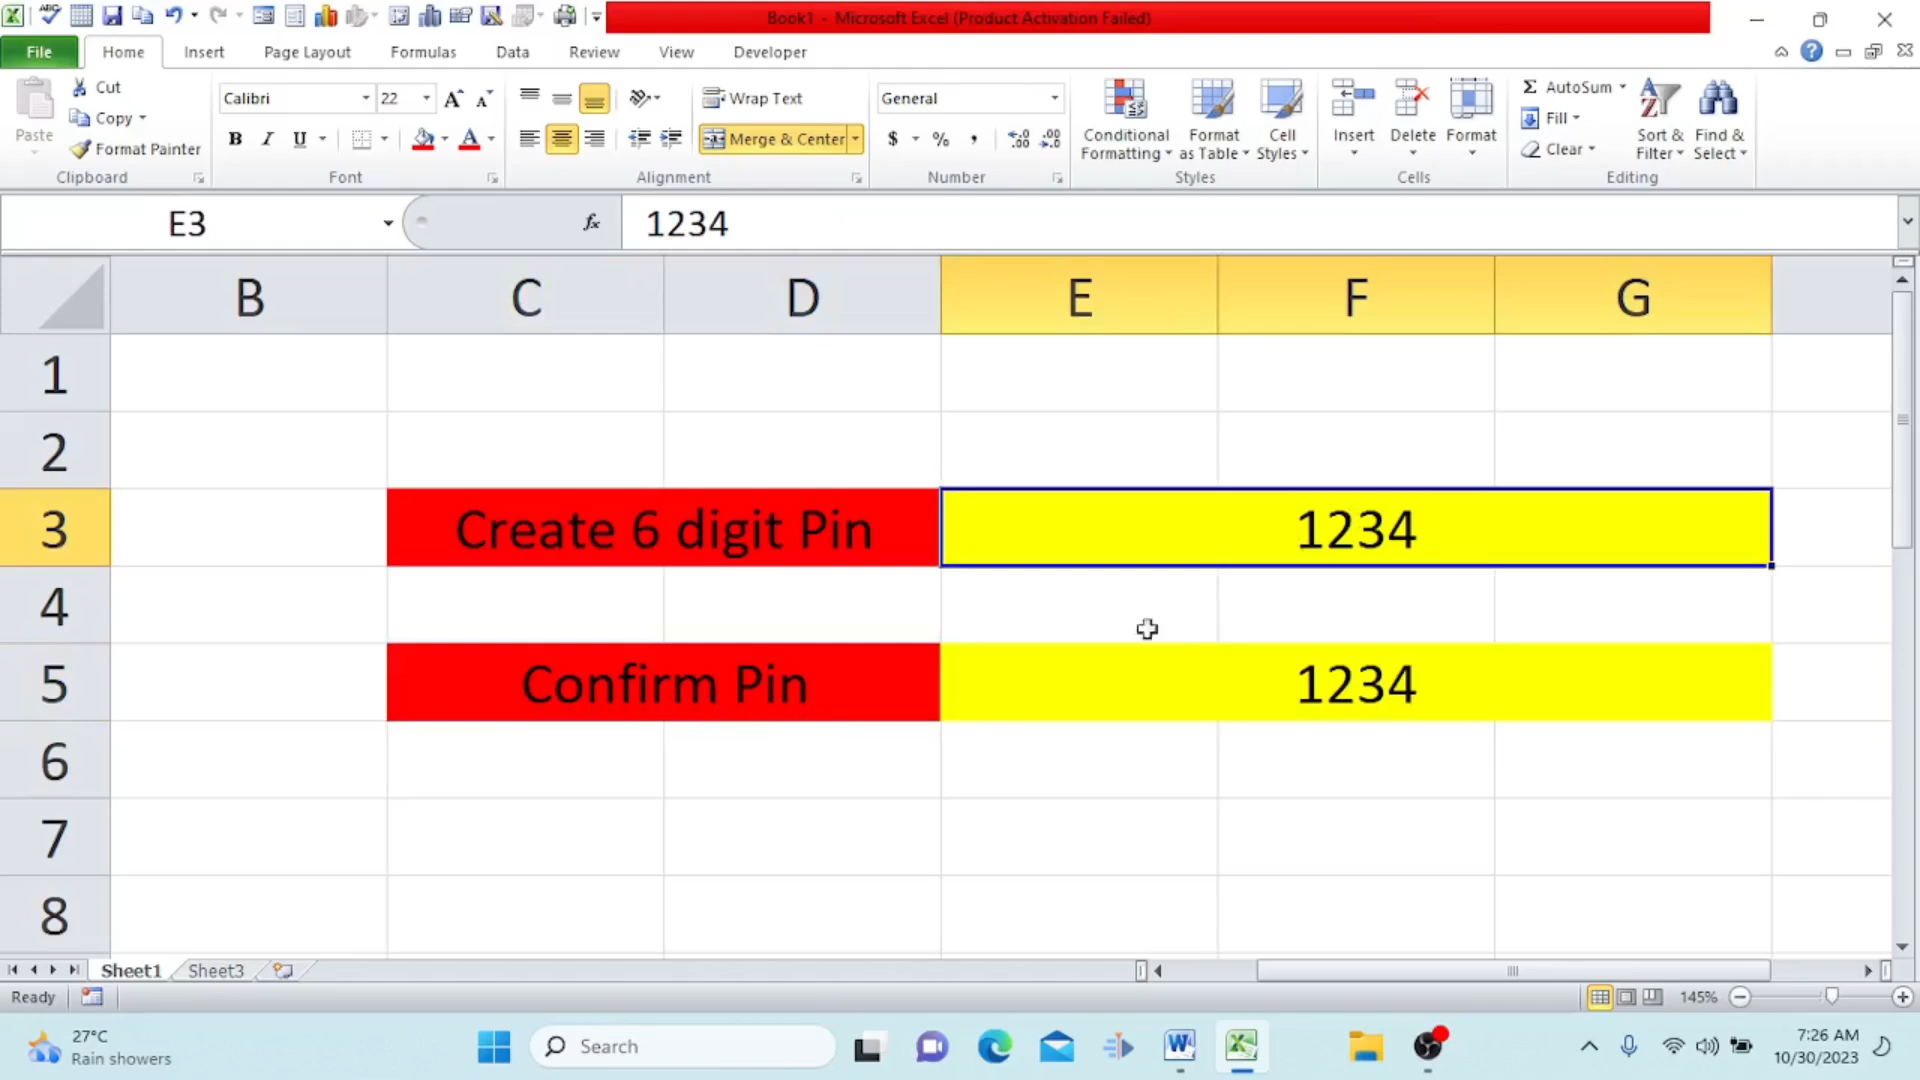 Book1 - Microsoft Excel (Product Activation Failed)
File Home Insert Page Layout Formulas Data Review View Developer
Paste Cut Copy Format Painter Clipboard
Calibri 22 A A B I U A Font
Wrap Text Merge & Center Alignment
General $ % , .0 .00 .00 .0 Number
Conditional Formatting Format as Table Cell Styles Styles
Insert Delete Format Cells
Σ AutoSum Fill Clear Sort & Filter Find & Select Editing
E3 fx 1234
B C D E F G
1
2
3 Create 6 digit Pin 1234
4
5 Confirm Pin 1234
6
7
8
Sheet1 Sheet3
Ready 145%
27°C
Rain showers
Search
7:26 AM
10/30/2023